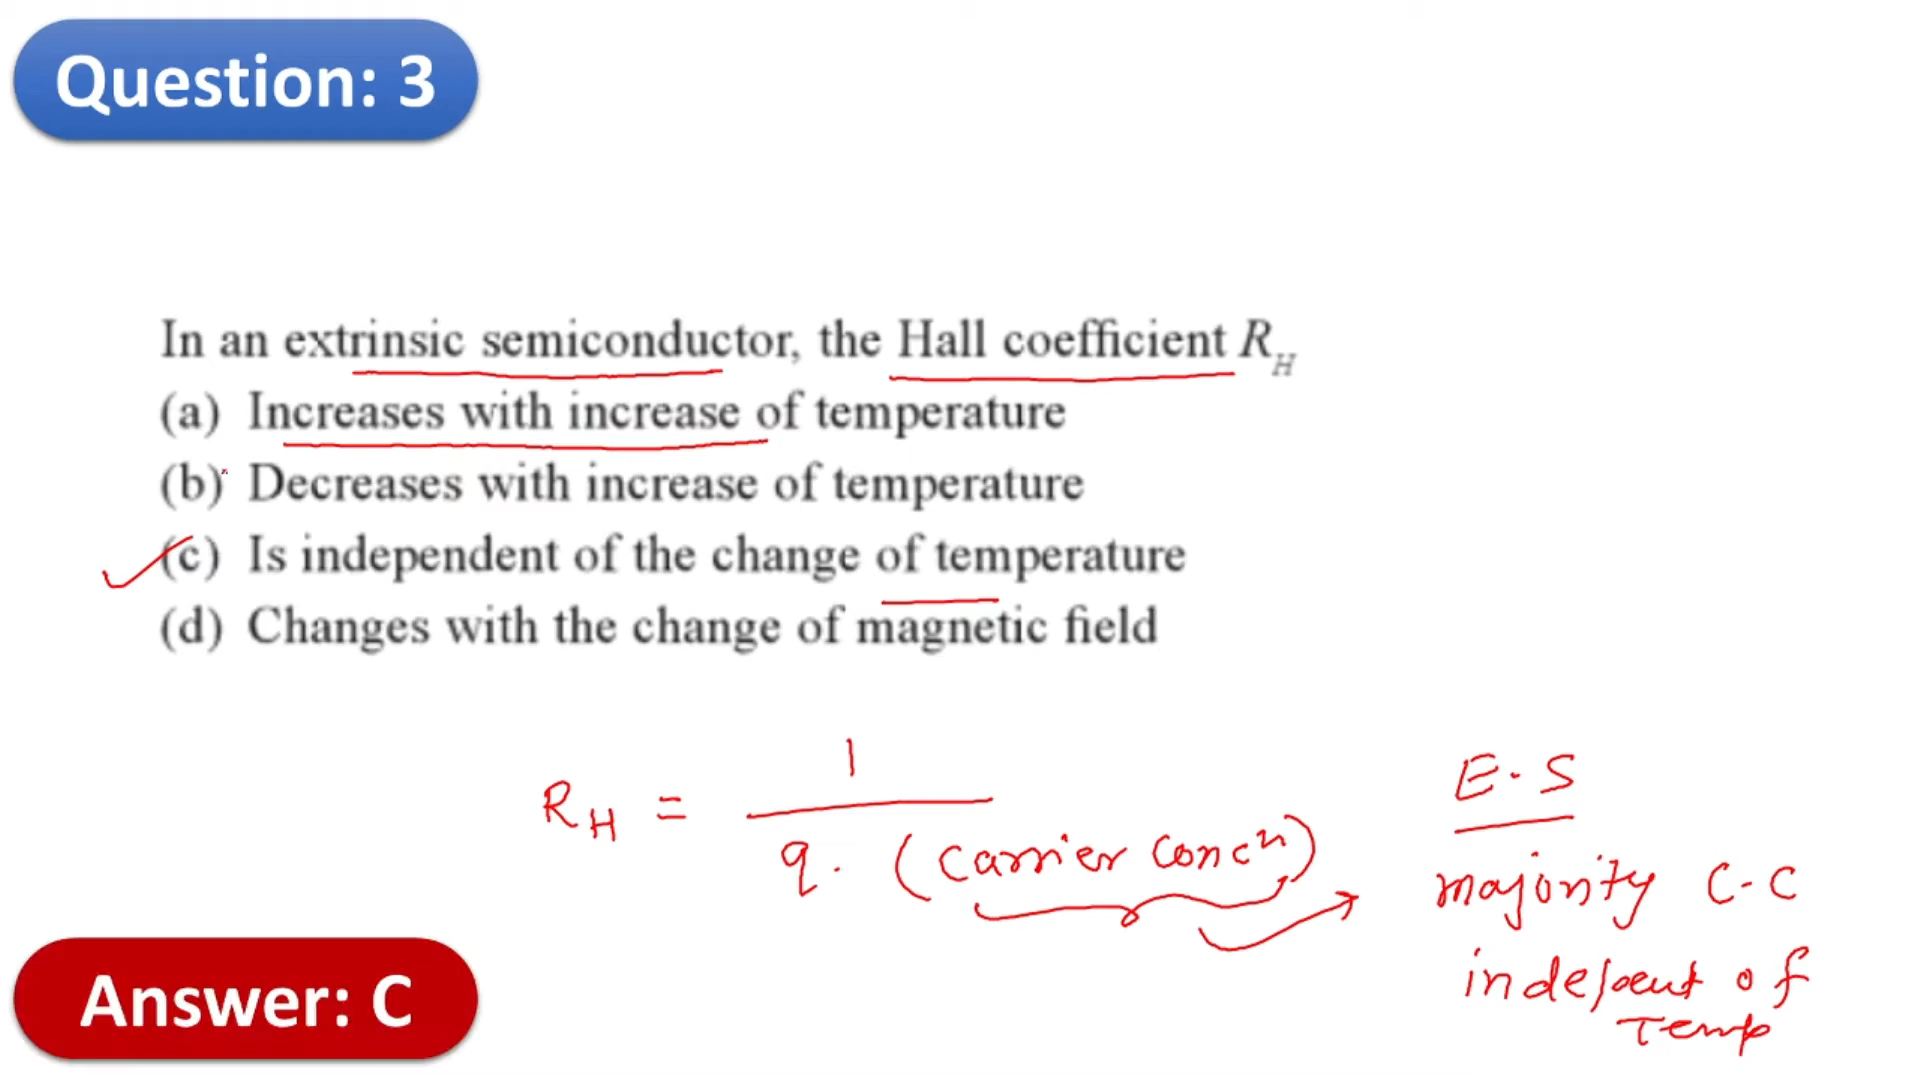 Question: 3
In an extrinsic semiconductor, the Hall coefficient R_H
(a) Increases with increase of temperature
(b) Decreases with increase of temperature
(c) Is independent of the change of temperature
(d) Changes with the change of magnetic field
R_H = 1
q. (Carrier concn)
E.S
majority C-C
indepent of
Temp
Answer: C